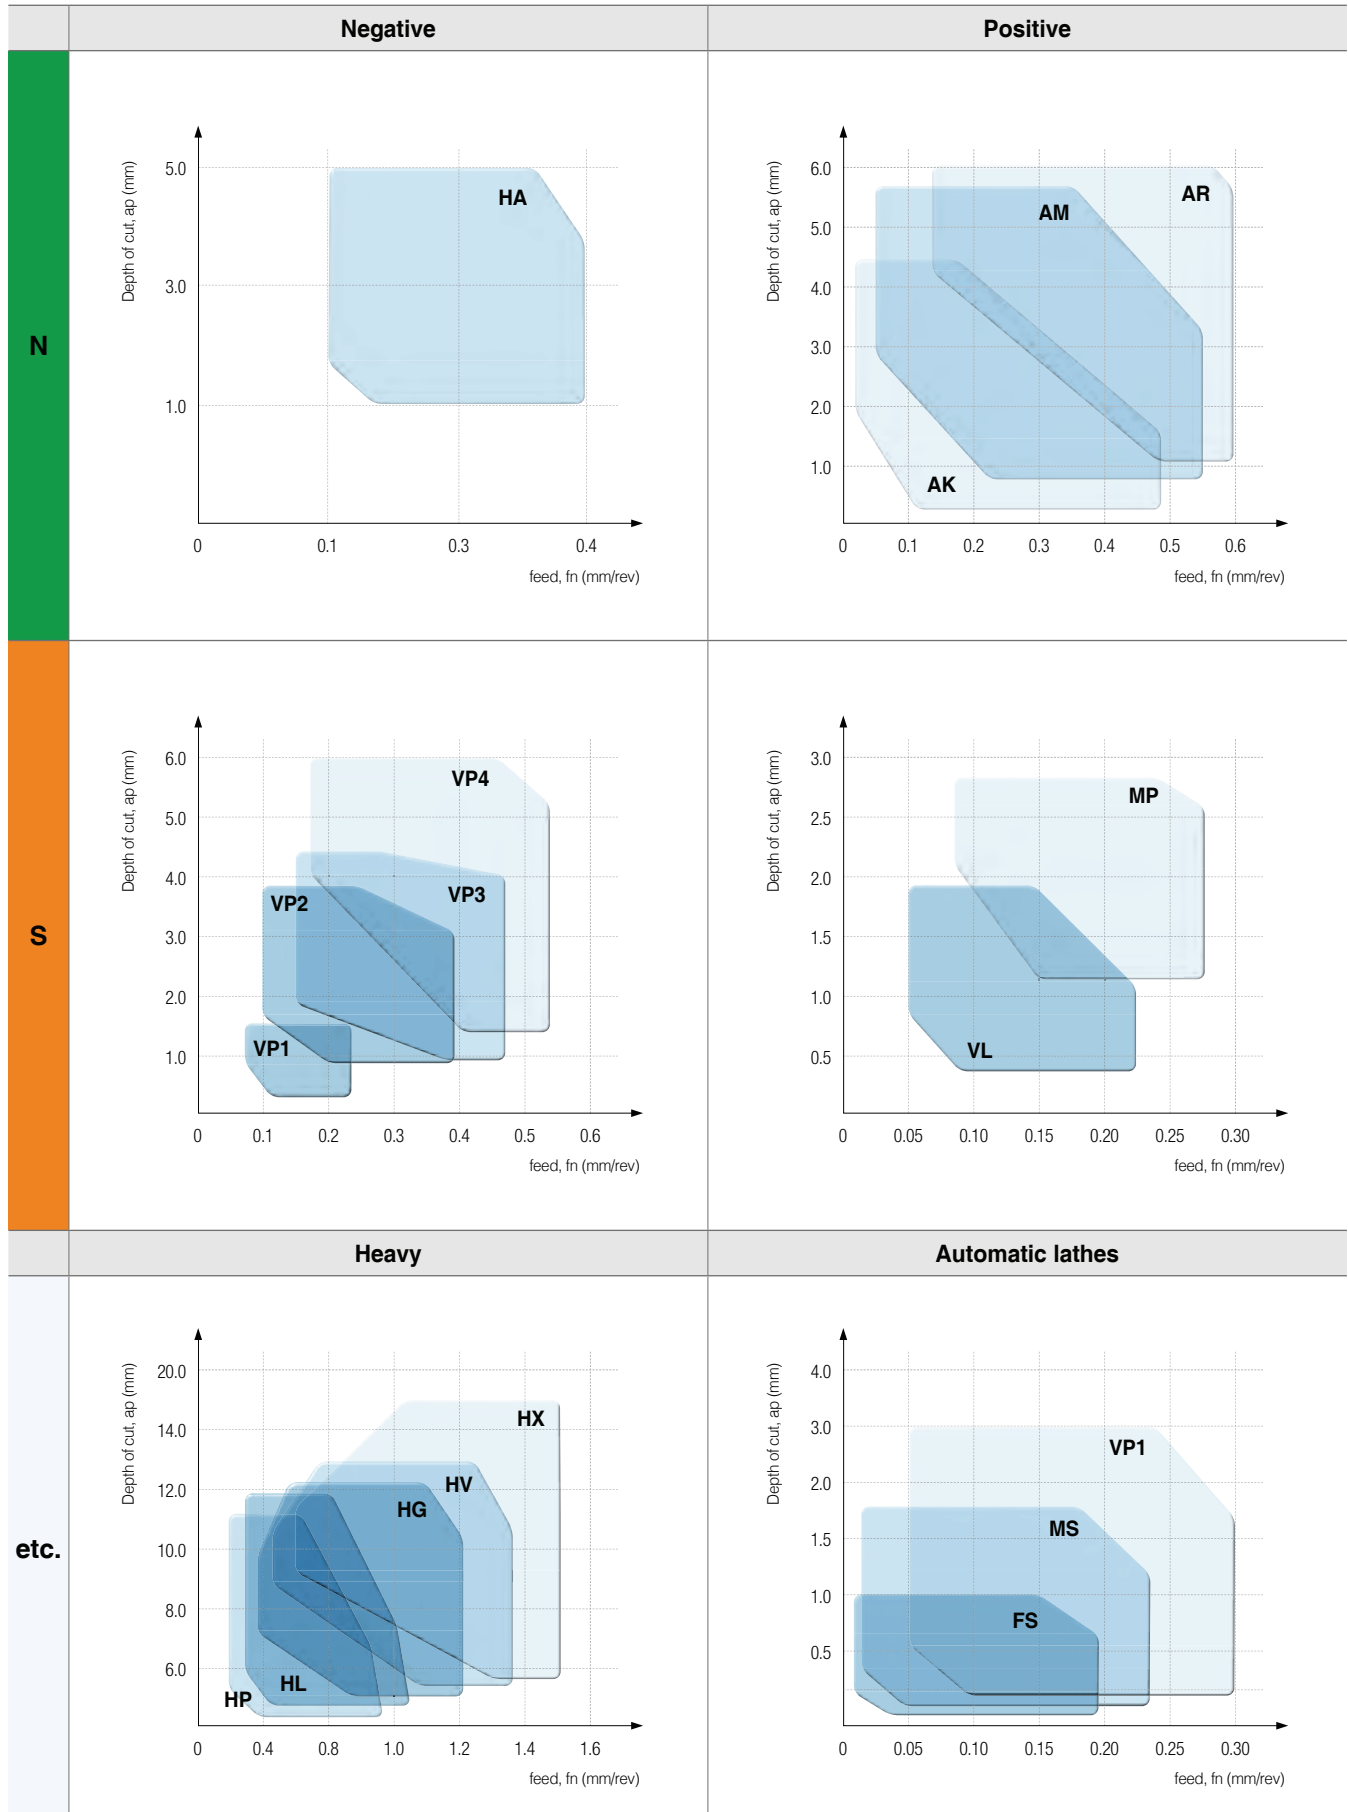 Negative
Positive
N
Depth of cut, ap (mm)
5.0
3.0
1.0
HA
0 0.1 0.3 0.4
feed, fn (mm/rev)
Depth of cut, ap (mm)
6.0
5.0
4.0
3.0
2.0
1.0
AR
AM
AK
0 0.1 0.2 0.3 0.4 0.5 0.6
feed, fn (mm/rev)
S
Depth of cut, ap (mm)
6.0
5.0
4.0
3.0
2.0
1.0
VP4
VP3
VP2
VP1
0 0.1 0.2 0.3 0.4 0.5 0.6
feed, fn (mm/rev)
Depth of cut, ap (mm)
3.0
2.5
2.0
1.5
1.0
0.5
MP
VL
0 0.05 0.10 0.15 0.20 0.25 0.30
feed, fn (mm/rev)
Heavy
Automatic lathes
etc.
Depth of cut, ap (mm)
20.0
14.0
12.0
10.0
8.0
6.0
HX
HV
HG
HL
HP
0 0.4 0.8 1.0 1.2 1.4 1.6
feed, fn (mm/rev)
Depth of cut, ap (mm)
4.0
3.0
2.0
1.5
1.0
0.5
VP1
MS
FS
0 0.05 0.10 0.15 0.20 0.25 0.30
feed, fn (mm/rev)